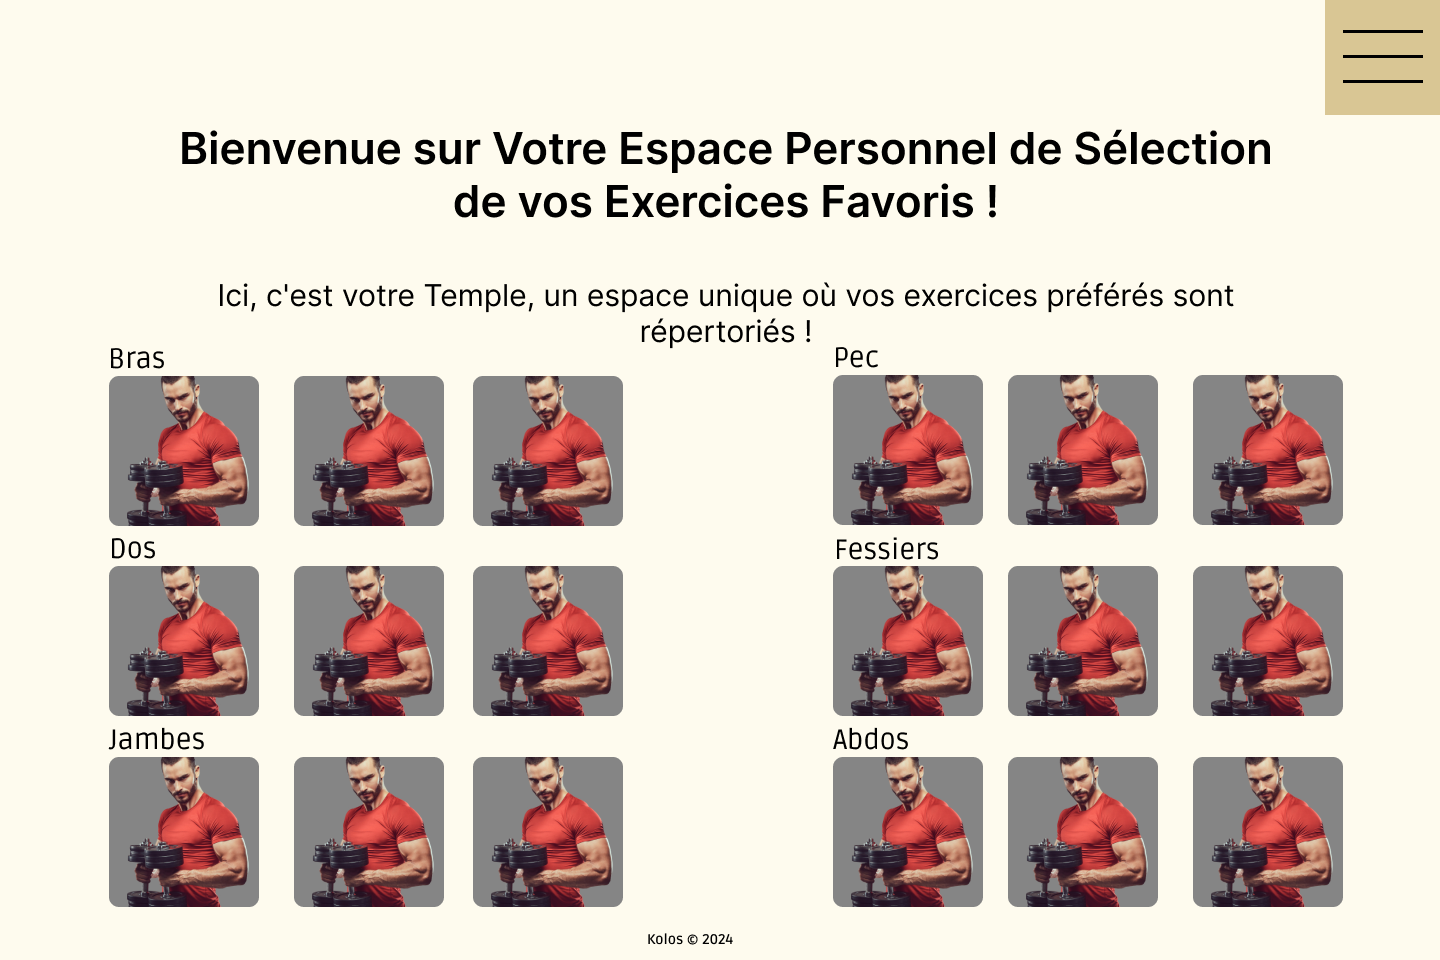 Bienvenue sur Votre Espace Personnel de Sélection
de vos Exercices Favoris !
Ici, c'est votre Temple, un espace unique où vos exercices préférés sont
répertoriés !
Bras
Pec
Dos
Fessiers
Jambes
Abdos
Kolos © 2024